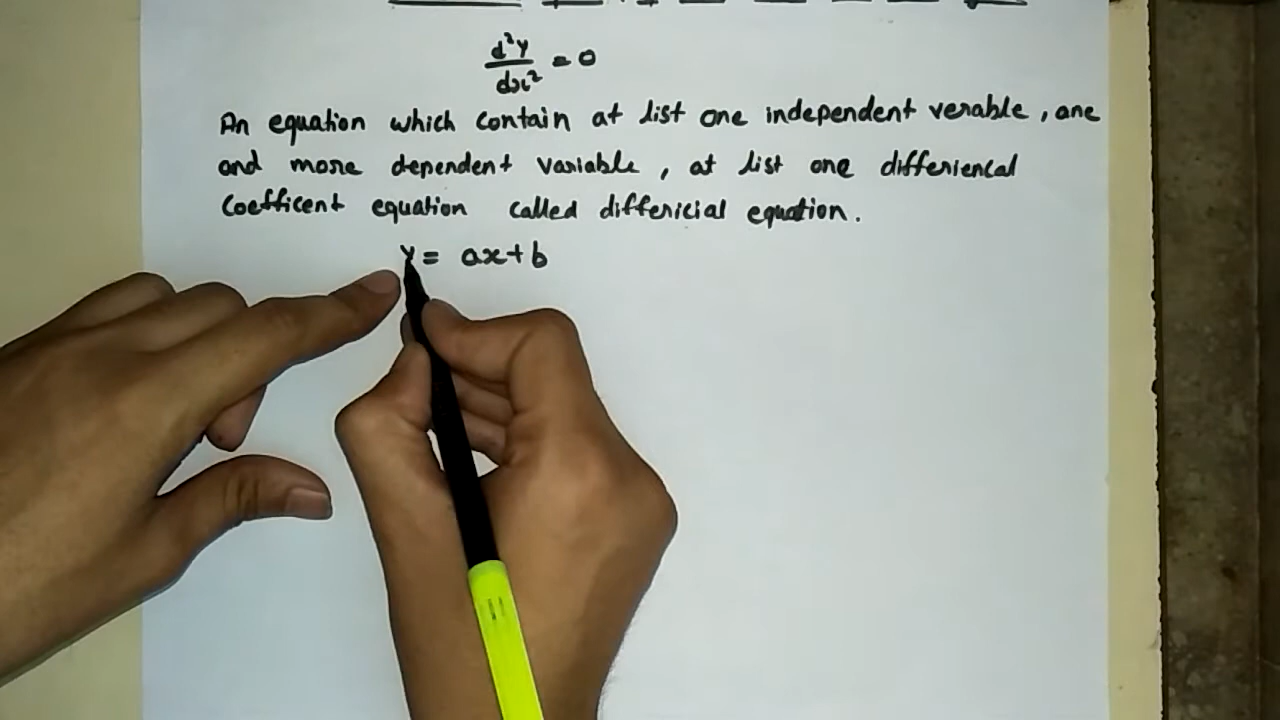 d²y/dx² = 0
An equation which contain at list one independent verable, one
and more dependent variable, at list one differiencal
coefficent equation called differicial equation.
y = ax+b